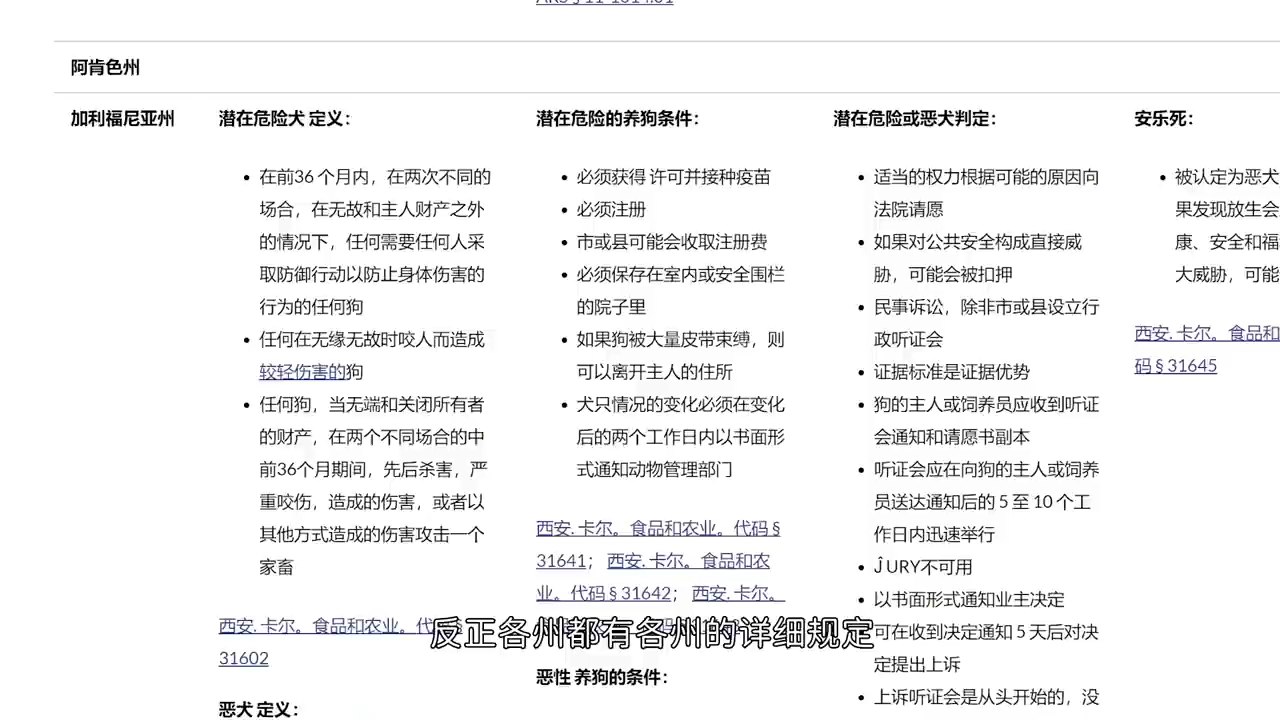 阿肯色州
加利福尼亚州
潜在危险犬 定义：
在前36 个月内，在两次不同的
场合，在无故和主人财产之外
的情况下，任何需要任何人采
取防御行动以防止身体伤害的
行为的任何狗
任何在无缘无故时咬人而造成
较轻伤害的狗
任何狗，当无端和关闭所有者
的财产，在两个不同场合的中
前36个月期间，先后杀害，严
重咬伤，造成的伤害，或者以
其他方式造成的伤害攻击一个
家畜
西安. 卡尔。食品和农业。代
31602
恶犬 定义：
潜在危险的养狗条件：
必须获得 许可并接种疫苗
必须注册
市或县可能会收取注册费
必须保存在室内或安全围栏
的院子里
如果狗被大量皮带束缚，则
可以离开主人的住所
犬只情况的变化必须在变化
后的两个工作日内以书面形
式通知动物管理部门
西安. 卡尔。食品和农业。代码 §
31641； 西安. 卡尔。食品和农
业。代码 § 31642； 西安. 卡尔。
恶性 养狗的条件：
潜在危险或恶犬判定：
适当的权力根据可能的原因向
法院请愿
如果对公共安全构成直接威
胁，可能会被扣押
民事诉讼，除非市或县设立行
政听证会
证据标准是证据优势
狗的主人或饲养员应收到听证
会通知和请愿书副本
听证会应在向狗的主人或饲养
员送达通知后的 5 至 10 个工
作日内迅速举行
Ĵ URY不可用
以书面形式通知业主决定
可在收到决定通知 5 天后对决
定提出上诉
上诉听证会是从头开始的，没
安乐死：
被认定为恶犬
果发现放生会
康、安全和福
大威胁，可能
西安. 卡尔。食品和
码 § 31645
反正各州都有各州的详细规定